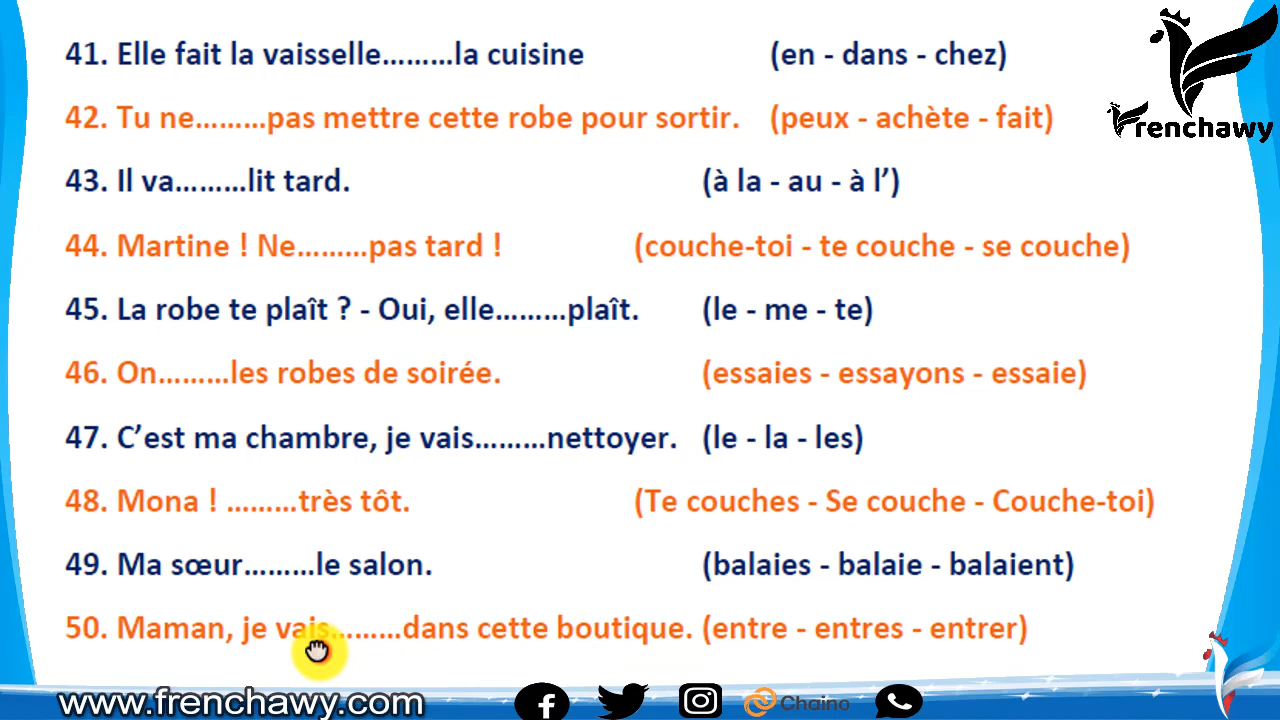 41. Elle fait la vaisselle………la cuisine (en - dans - chez)
42. Tu ne………pas mettre cette robe pour sortir. (peux - achète - fait)
43. Il va………lit tard. (à la - au - à l’)
44. Martine ! Ne………pas tard ! (couche-toi - te couche - se couche)
45. La robe te plaît ? - Oui, elle………plaît. (le - me - te)
46. On………les robes de soirée. (essaies - essayons - essaie)
47. C’est ma chambre, je vais………nettoyer. (le - la - les)
48. Mona ! ………très tôt. (Te couches - Se couche - Couche-toi)
49. Ma sœur………le salon. (balaies - balaie - balaient)
50. Maman, je vais………dans cette boutique. (entre - entres - entrer)
Frenchawy
www.frenchawy.com
Chaino